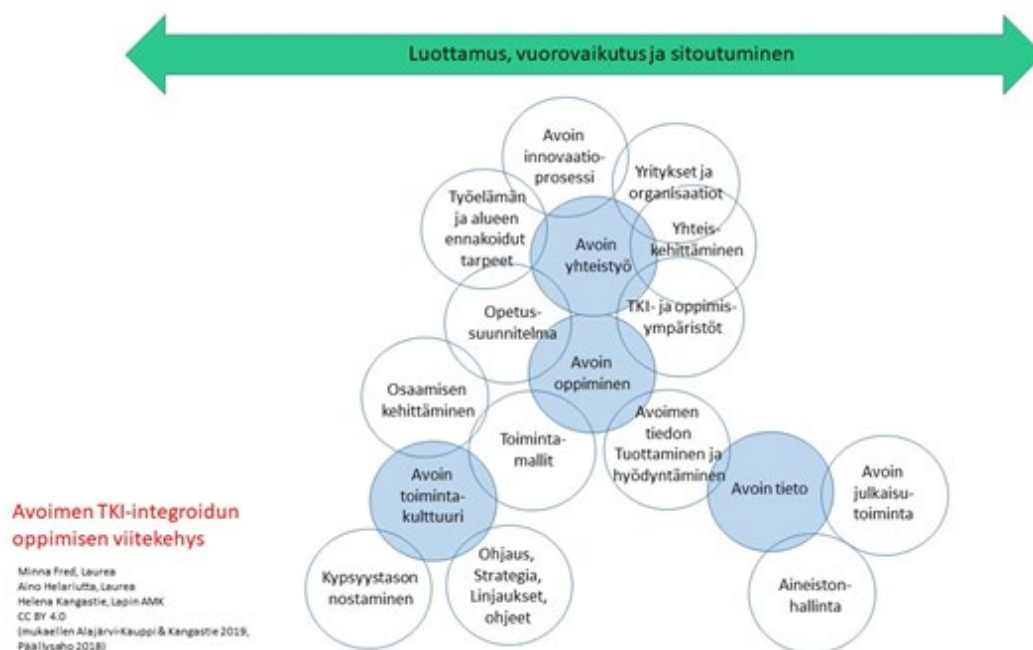 Luottamus, vuorovaikutus ja sitoutuminen
Avoin
innovaatio-
prosessi
Yritykset ja
organisaatiot
Työelämän
ja alueen
ennakoidut
tarpeet
Avoin
yhteistyö
Yhteis-
kehittäminen
Opetus-
suunnitelma
TKI- ja oppimis-
ympäristöt
Avoin
oppiminen
Osaamisen
kehittäminen
Toiminta-
mallit
Avoimen
tiedon
Tuottaminen ja
hyödyntäminen
Avoin
toiminta-
kulttuuri
Avoin tieto
Avoin
julkaisu-
toiminta
Kypsyystason
nostaminen
Ohjaus,
Strategia,
Linjaukset,
ohjeet
Aineiston-
hallinta
Avoimen TKI-integroidun
oppimisen viitekehys
Minna Fred, Laurea
Aino Helariutta, Laurea
Helena Kangastie, Lapin AMK
CC BY 4.0
(mukaellen Alajärvi-Kauppi & Kangastie 2019,
Päällysaho 2018)